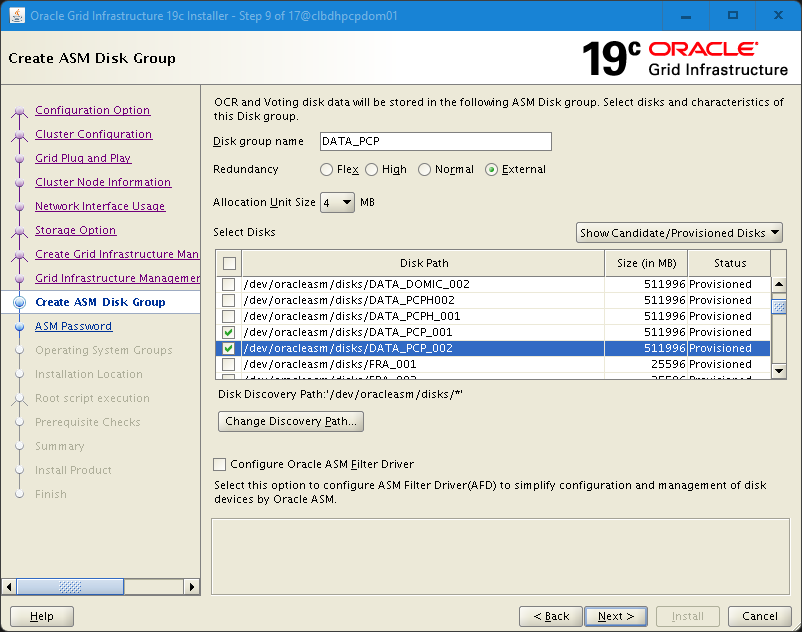 Oracle Grid Infrastructure 19c Installer - Step 9 of 17@clbdhpcpdom01
Create ASM Disk Group
19c ORACLE
Grid Infrastructure
Configuration Option
Cluster Configuration
Grid Plug and Play
Cluster Node Information
Network Interface Usage
Storage Option
Create Grid Infrastructure Man
Grid Infrastructure Managemer
Create ASM Disk Group
ASM Password
Operating System Groups
Installation Location
Root script execution
Prerequisite Checks
Summary
Install Product
Finish
OCR and Voting disk data will be stored in the following ASM Disk group. Select disks and characteristics of
this Disk group.
Disk group name DATA_PCP
Redundancy Flex High Normal External
Allocation Unit Size 4 MB
Select Disks Show Candidate/Provisioned Disks
Disk Path Size (in MB) Status
/dev/oracleasm/disks/DATA_DOMIC_002 511996 Provisioned
/dev/oracleasm/disks/DATA_PCPH002 511996 Provisioned
/dev/oracleasm/disks/DATA_PCPH_001 511996 Provisioned
/dev/oracleasm/disks/DATA_PCP_001 511996 Provisioned
/dev/oracleasm/disks/DATA_PCP_002 511996 Provisioned
/dev/oracleasm/disks/FRA_001 25596 Provisioned
/dev/oracleasm/disks/FRA_002 25596 Provisioned
Disk Discovery Path:'/dev/oracleasm/disks/*'
Change Discovery Path...
Configure Oracle ASM Filter Driver
Select this option to configure ASM Filter Driver(AFD) to simplify configuration and management of disk
devices by Oracle ASM.
Help < Back Next > Install Cancel